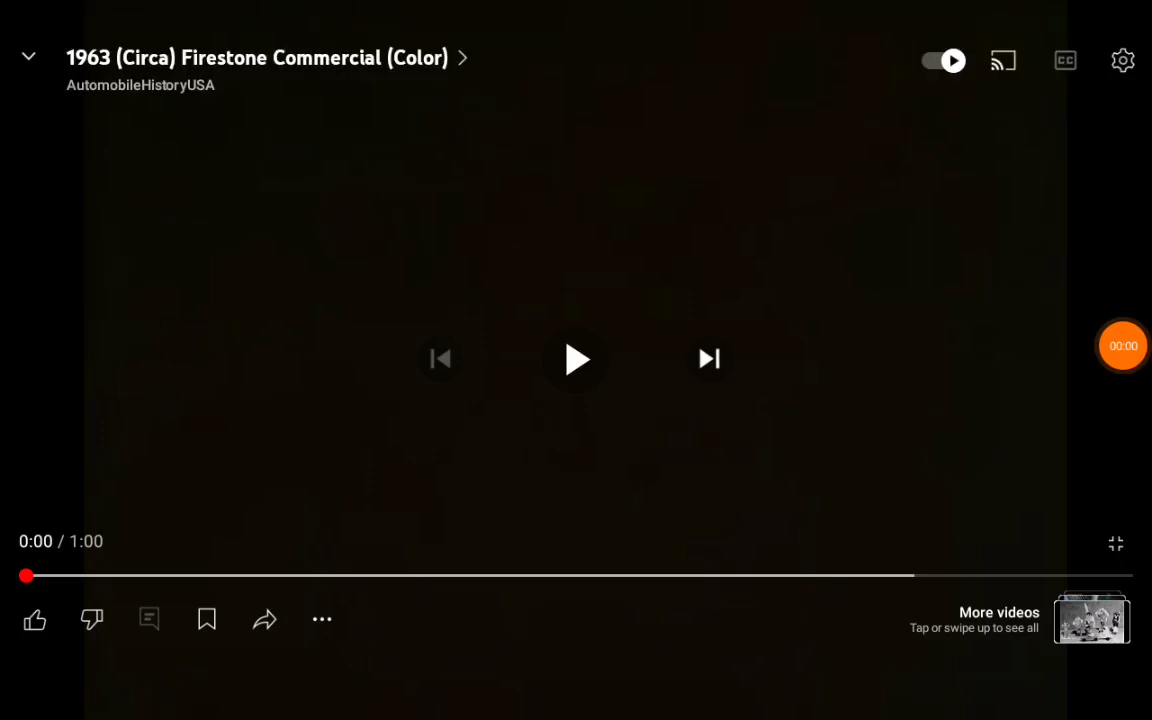 1963 (Circa) Firestone Commercial (Color)
AutomobileHistoryUSA
CC
00:00
0:00 / 1:00
More videos
Tap or swipe up to see all